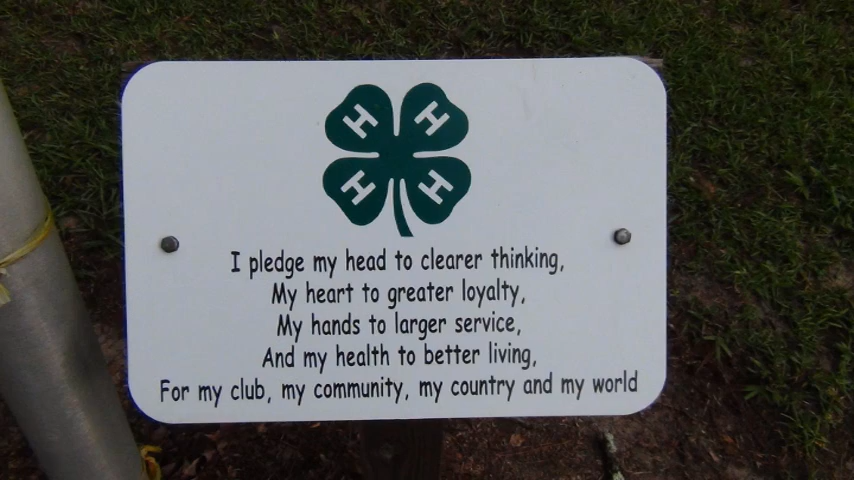 H H
H H
I pledge my head to clearer thinking,
My heart to greater loyalty,
My hands to larger service,
And my health to better living,
For my club, my community, my country and my world